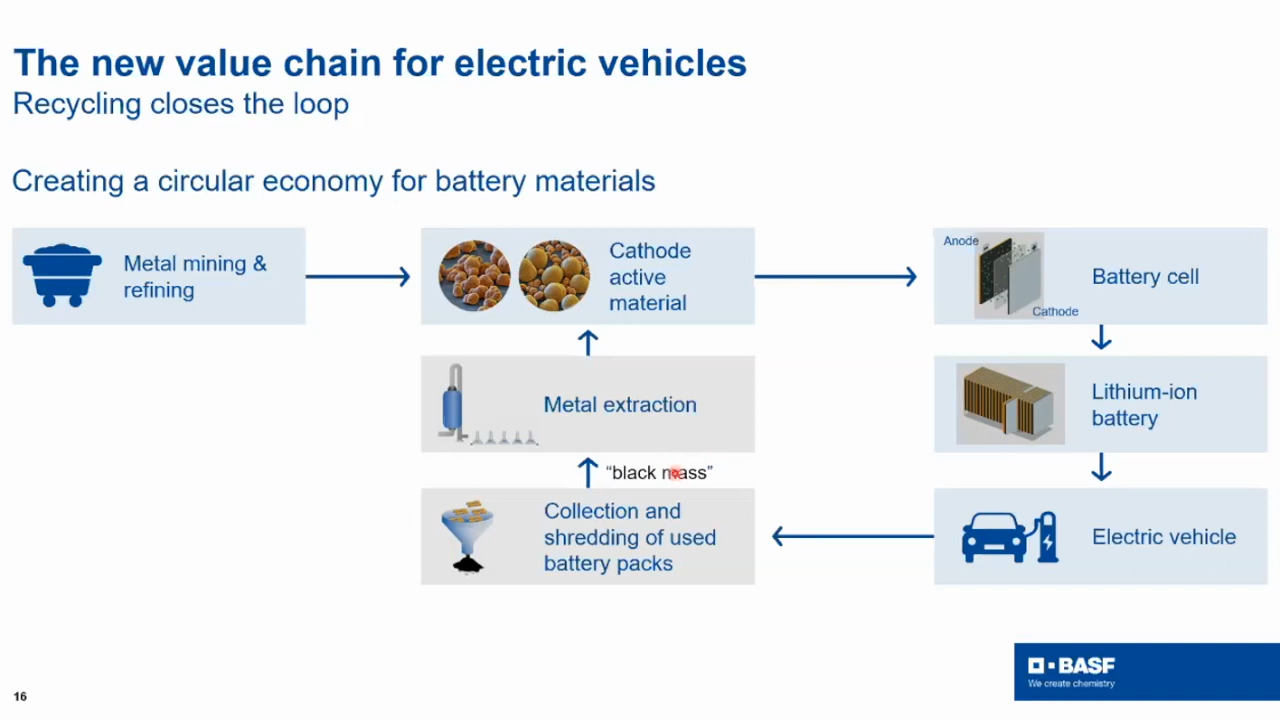 The new value chain for electric vehicles
Recycling closes the loop
Creating a circular economy for battery materials
Metal mining &
refining
Cathode
active
material
Anode
Cathode
Battery cell
Metal extraction
Lithium-ion
battery
"black mass"
Collection and
shredding of used
battery packs
Electric vehicle
BASF
We create chemistry
16